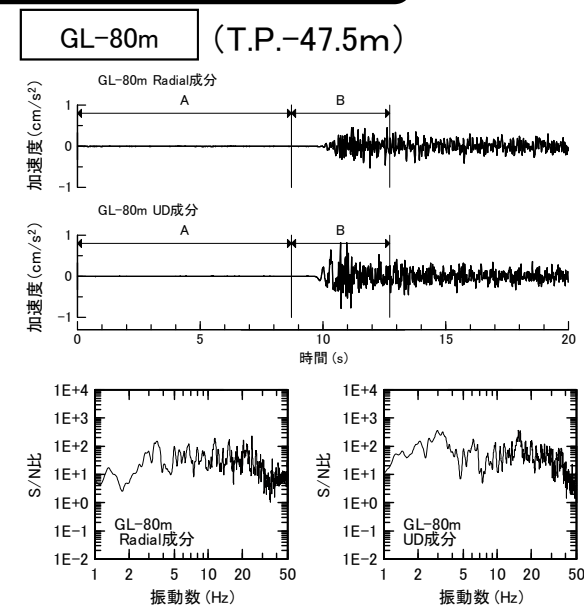 GL-80m (T.P.-47.5m)
GL-80m Radial成分
A B
加速度(cm/s²)
1
0
-1
GL-80m UD成分
A B
加速度(cm/s²)
1
0
-1
0 5 10 15 20
時間(s)
1E+4
1E+3
1E+2
1E+1
1E+0
1E-1
1E-2
S/N比
GL-80m
Radial成分
1 2 5 10 20 50
振動数(Hz)
1E+4
1E+3
1E+2
1E+1
1E+0
1E-1
1E-2
S/N比
GL-80m
UD成分
1 2 5 10 20 50
振動数(Hz)